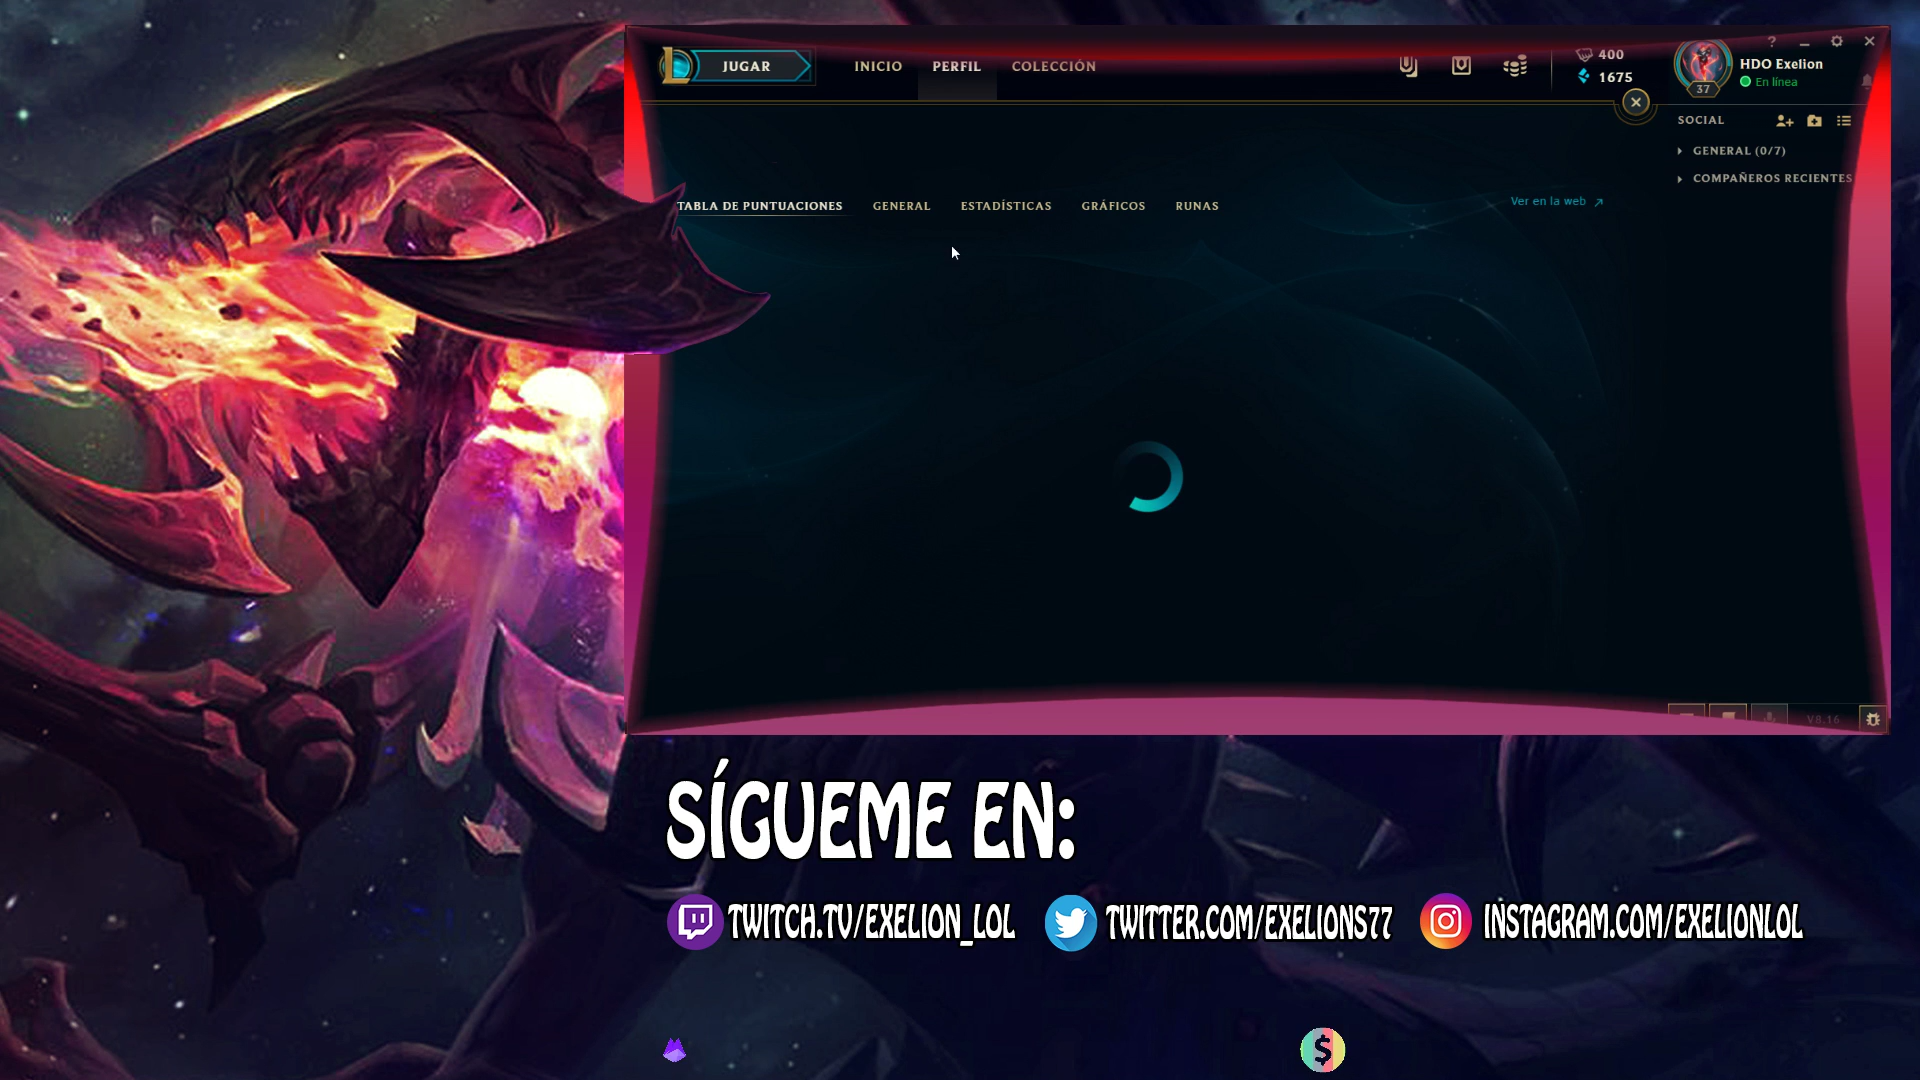 JUGAR
INICIO PERFIL COLECCIÓN
400
1675
37
HDO Exelion
En línea
SOCIAL
GENERAL (0/7)
COMPAÑEROS RECIENTES
TABLA DE PUNTUACIONES GENERAL ESTADÍSTICAS GRÁFICOS RUNAS
Ver en la web
V8.16
SÍGUEME EN:
TWITCH.TV/EXELION_LOL TWITTER.COM/EXELIONS77 INSTAGRAM.COM/EXELIONLOL